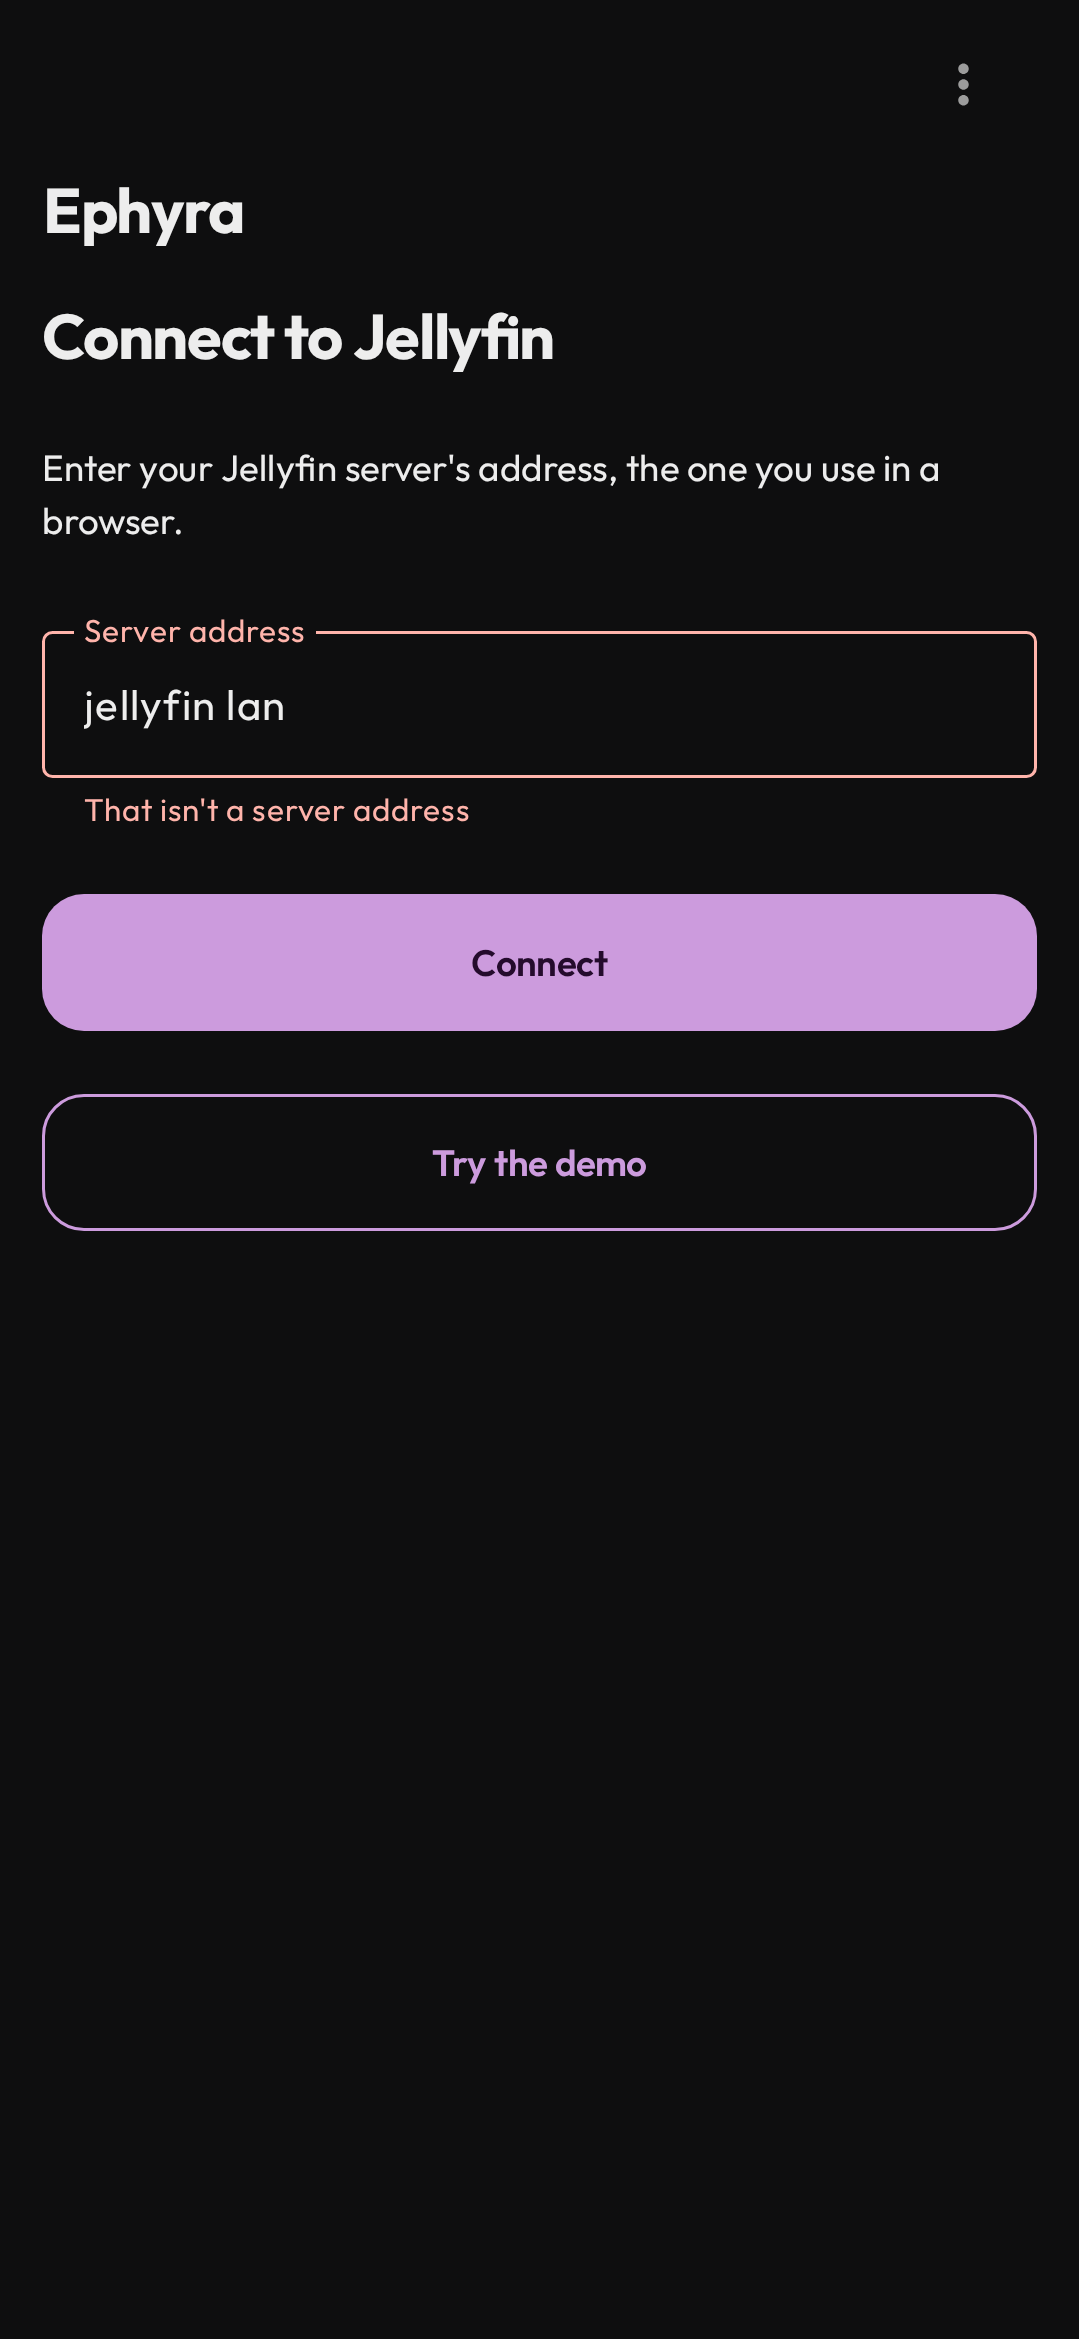 Ephyra
Connect to Jellyfin
Enter your Jellyfin server's address, the one you use in a
browser.
Server address
jellyfin lan
That isn't a server address
Connect
Try the demo